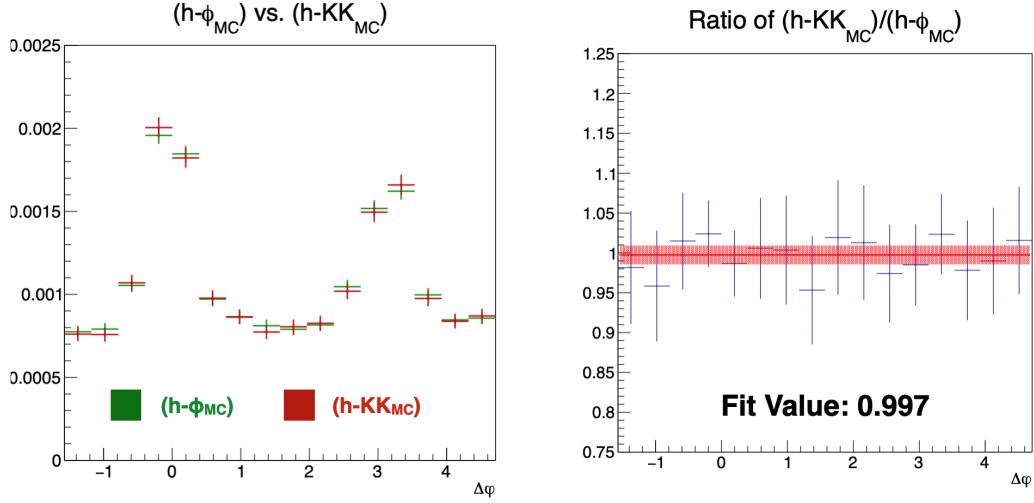 (h-ϕMC) vs. (h-KKMC)
0.0025
0.002
0.0015
0.001
0.0005
0
−1 0 1 2 3 4
Δφ
(h-ϕMC) (h-KKMC)
Ratio of (h-KKMC)/(h-ϕMC)
1.25
1.2
1.15
1.1
1.05
1
0.95
0.9
0.85
0.8
0.75
Fit Value: 0.997
−1 0 1 2 3 4
Δφ